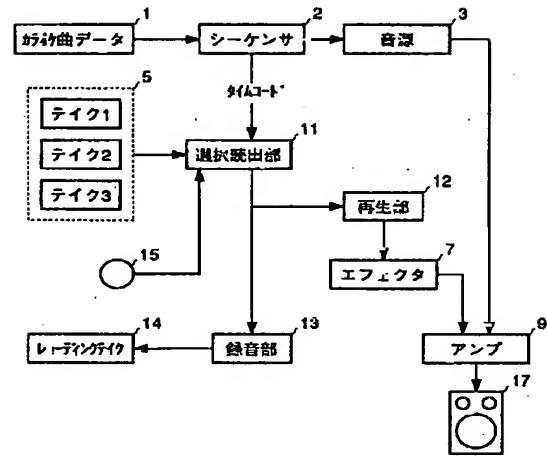 1
2
3
カラオケ曲データ
シーケンサ
音源
5
タイムコード
テイク1
テイク2
テイク3
11
選択読出部
12
再生部
15
7
エフェクタ
14
13
9
レコーディングテイク
録音部
アンプ
17